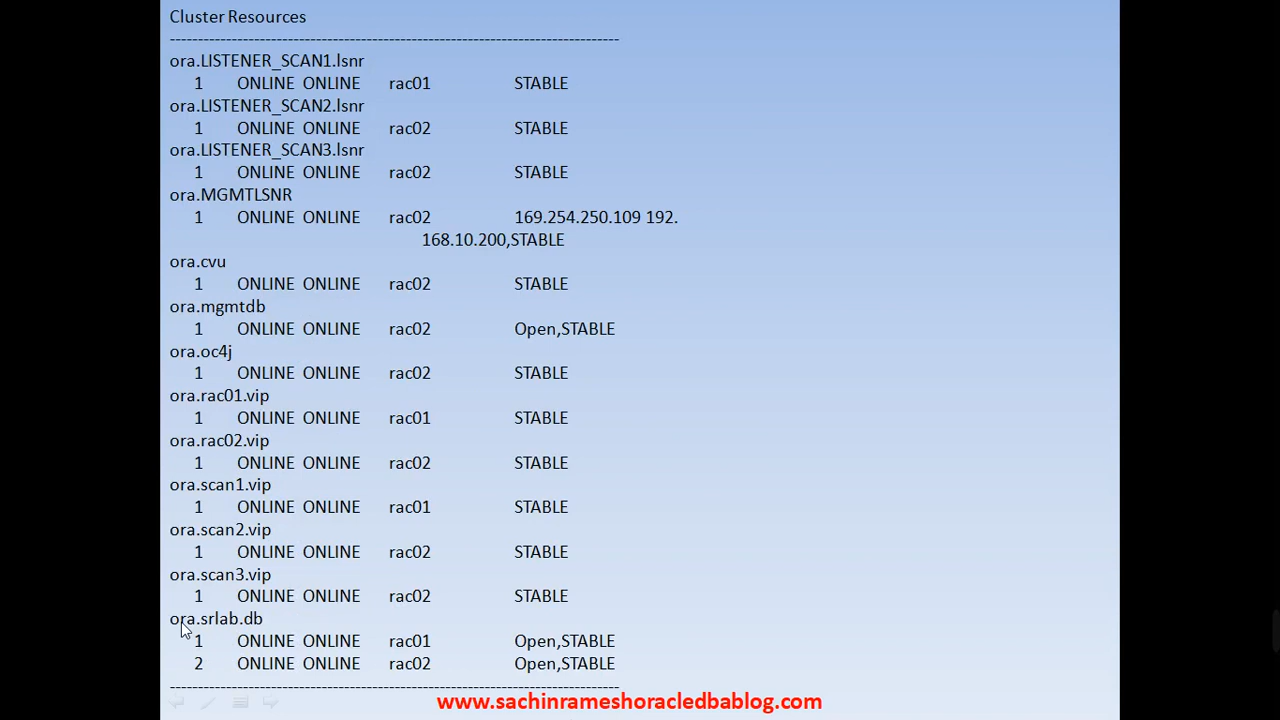 Cluster Resources
--------------------------------------------------------------------------------
ora.LISTENER_SCAN1.lsnr
1 ONLINE ONLINE rac01 STABLE
ora.LISTENER_SCAN2.lsnr
1 ONLINE ONLINE rac02 STABLE
ora.LISTENER_SCAN3.lsnr
1 ONLINE ONLINE rac02 STABLE
ora.MGMTLSNR
1 ONLINE ONLINE rac02 169.254.250.109 192.
168.10.200,STABLE
ora.cvu
1 ONLINE ONLINE rac02 STABLE
ora.mgmtdb
1 ONLINE ONLINE rac02 Open,STABLE
ora.oc4j
1 ONLINE ONLINE rac02 STABLE
ora.rac01.vip
1 ONLINE ONLINE rac01 STABLE
ora.rac02.vip
1 ONLINE ONLINE rac02 STABLE
ora.scan1.vip
1 ONLINE ONLINE rac01 STABLE
ora.scan2.vip
1 ONLINE ONLINE rac02 STABLE
ora.scan3.vip
1 ONLINE ONLINE rac02 STABLE
ora.srlab.db
1 ONLINE ONLINE rac01 Open,STABLE
2 ONLINE ONLINE rac02 Open,STABLE
--------------------------------------------------------------------------------
www.sachinrameshoracledbablog.com